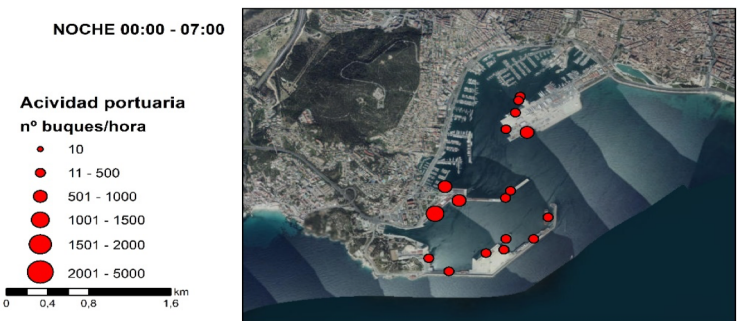 NOCHE 00:00 - 07:00
Acividad portuaria
nº buques/hora
10
11 - 500
501 - 1000
1001 - 1500
1501 - 2000
2001 - 5000
km
0 0,4 0,8 1,6